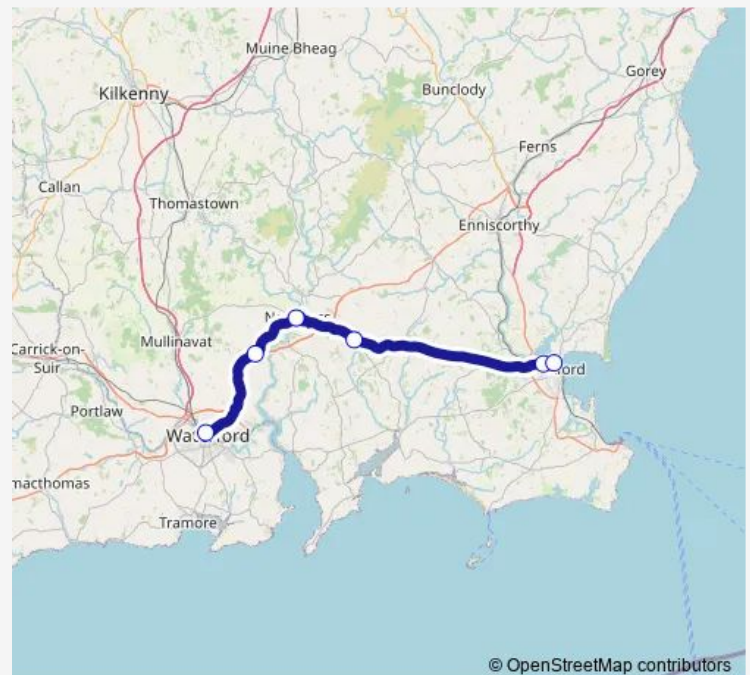 Muine Bheag
Gorey
Kilkenny
Bunclody
Ferns
Callan
Thomastown
Enniscorthy
Mullinavat
Carrick-on-
Suir
Portlaw
macthomas
Tramore
© OpenStreetMap contributors